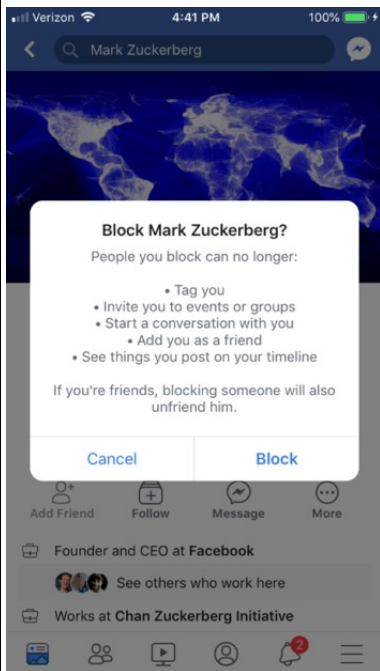 Verizon 4:41 PM 100%
Mark Zuckerberg
Block Mark Zuckerberg?
People you block can no longer:
• Tag you
• Invite you to events or groups
• Start a conversation with you
• Add you as a friend
• See things you post on your timeline
If you're friends, blocking someone will also
unfriend him.
Cancel Block
Add Friend Follow Message More
Founder and CEO at Facebook
See others who work here
Works at Chan Zuckerberg Initiative
2